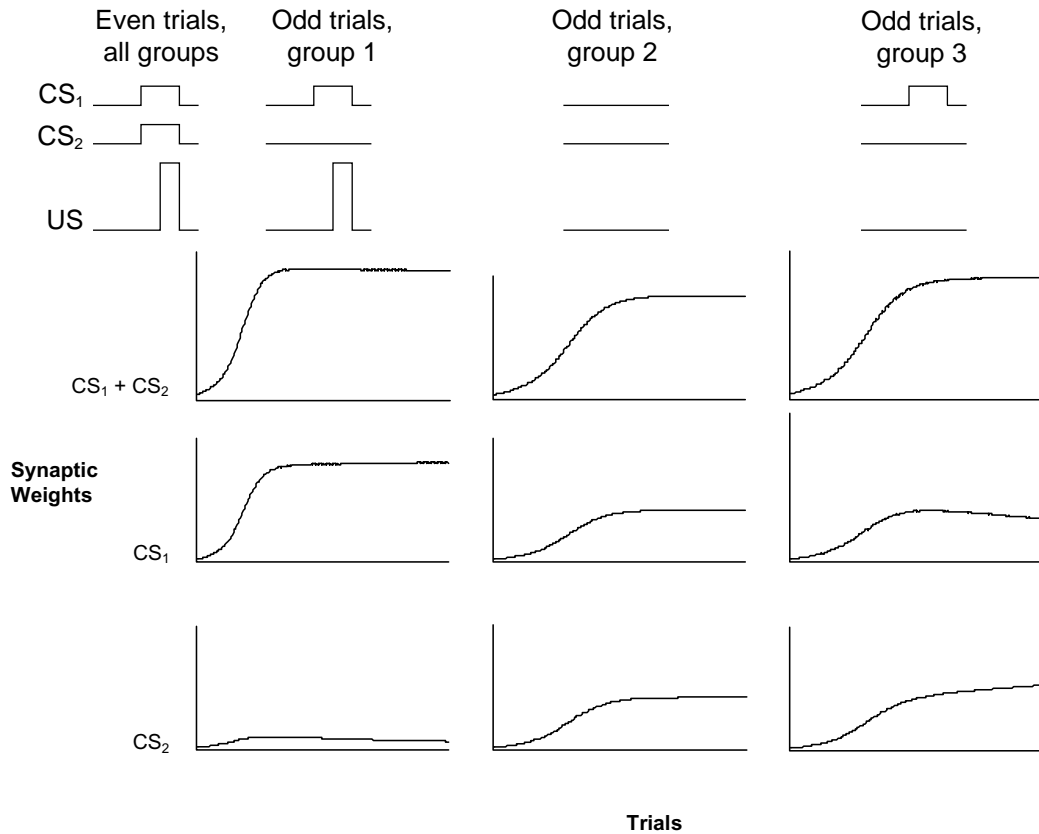 Even trials,
all groups
Odd trials,
group 1
Odd trials,
group 2
Odd trials,
group 3
CS₁
CS₂
US
CS₁ + CS₂
Synaptic
Weights
CS₁
CS₂
Trials